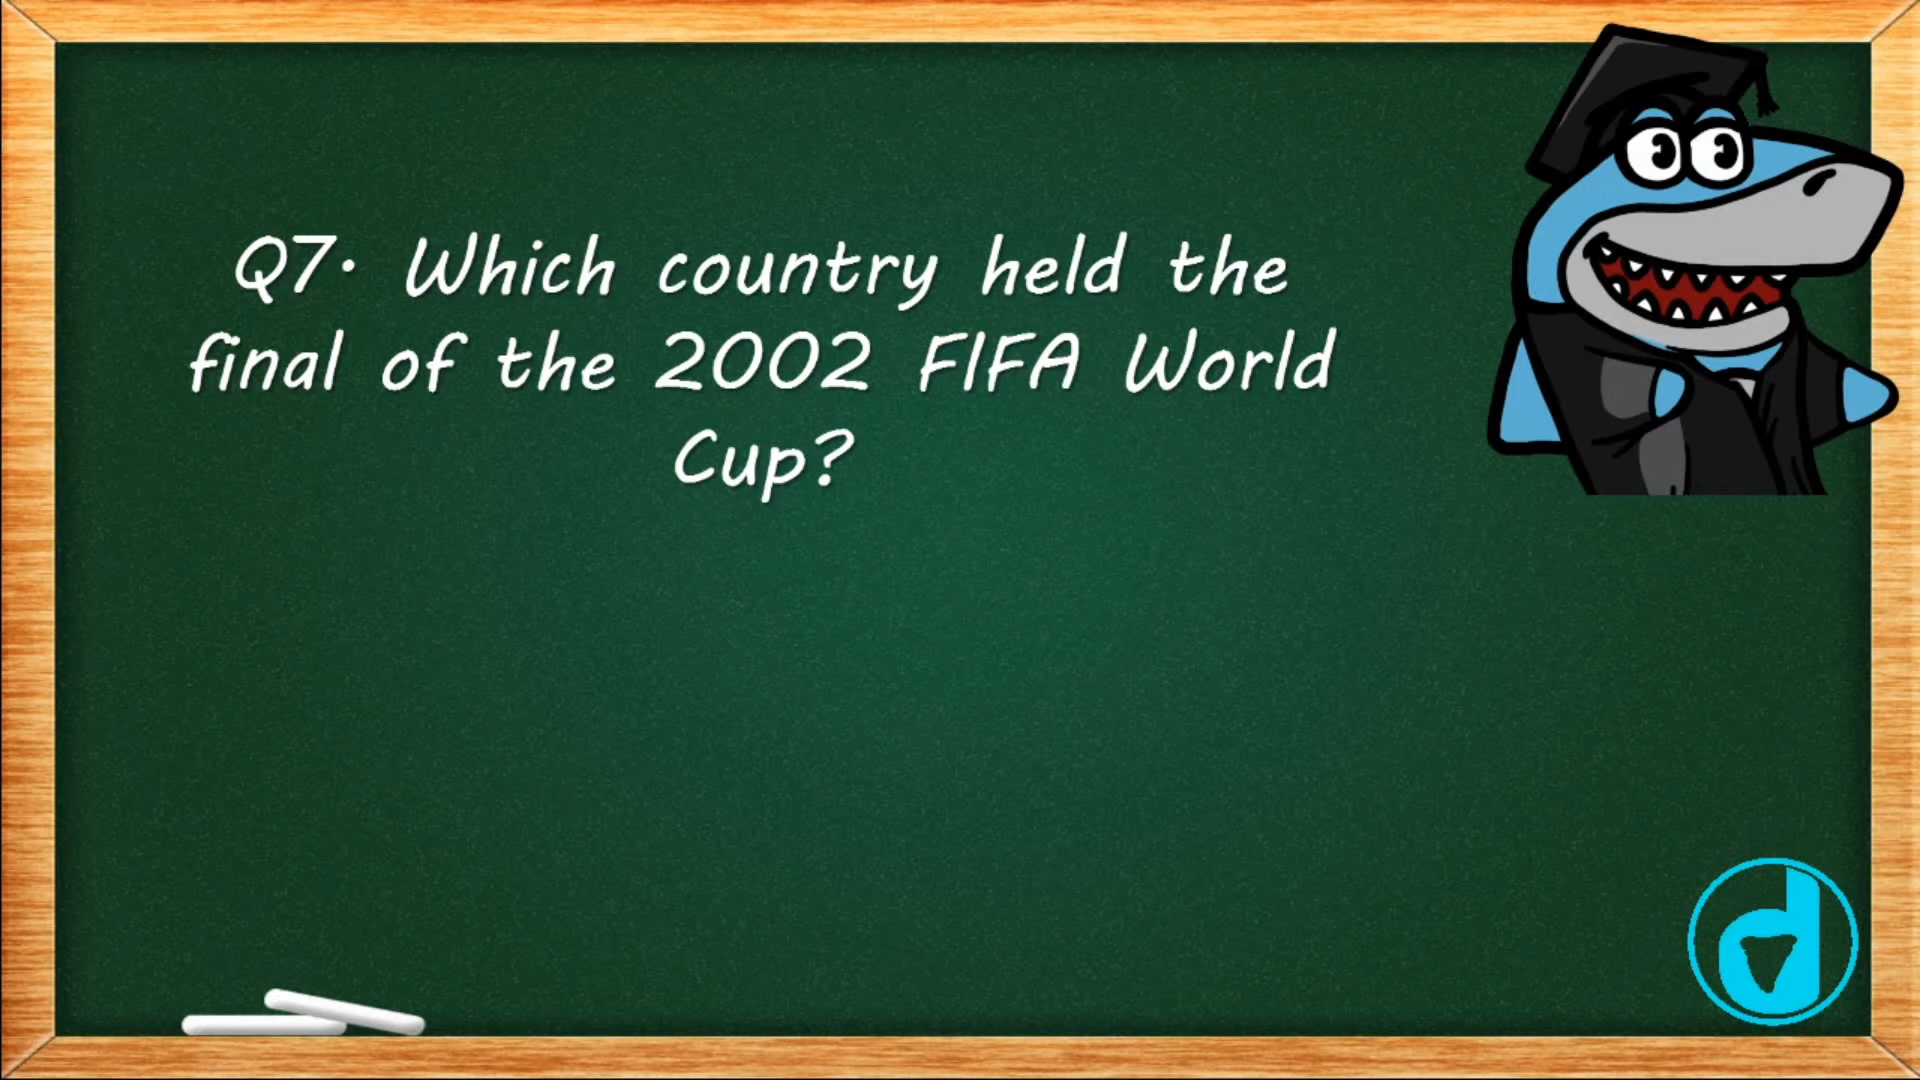 Q7. Which country held the
final of the 2002 FIFA World
Cup?